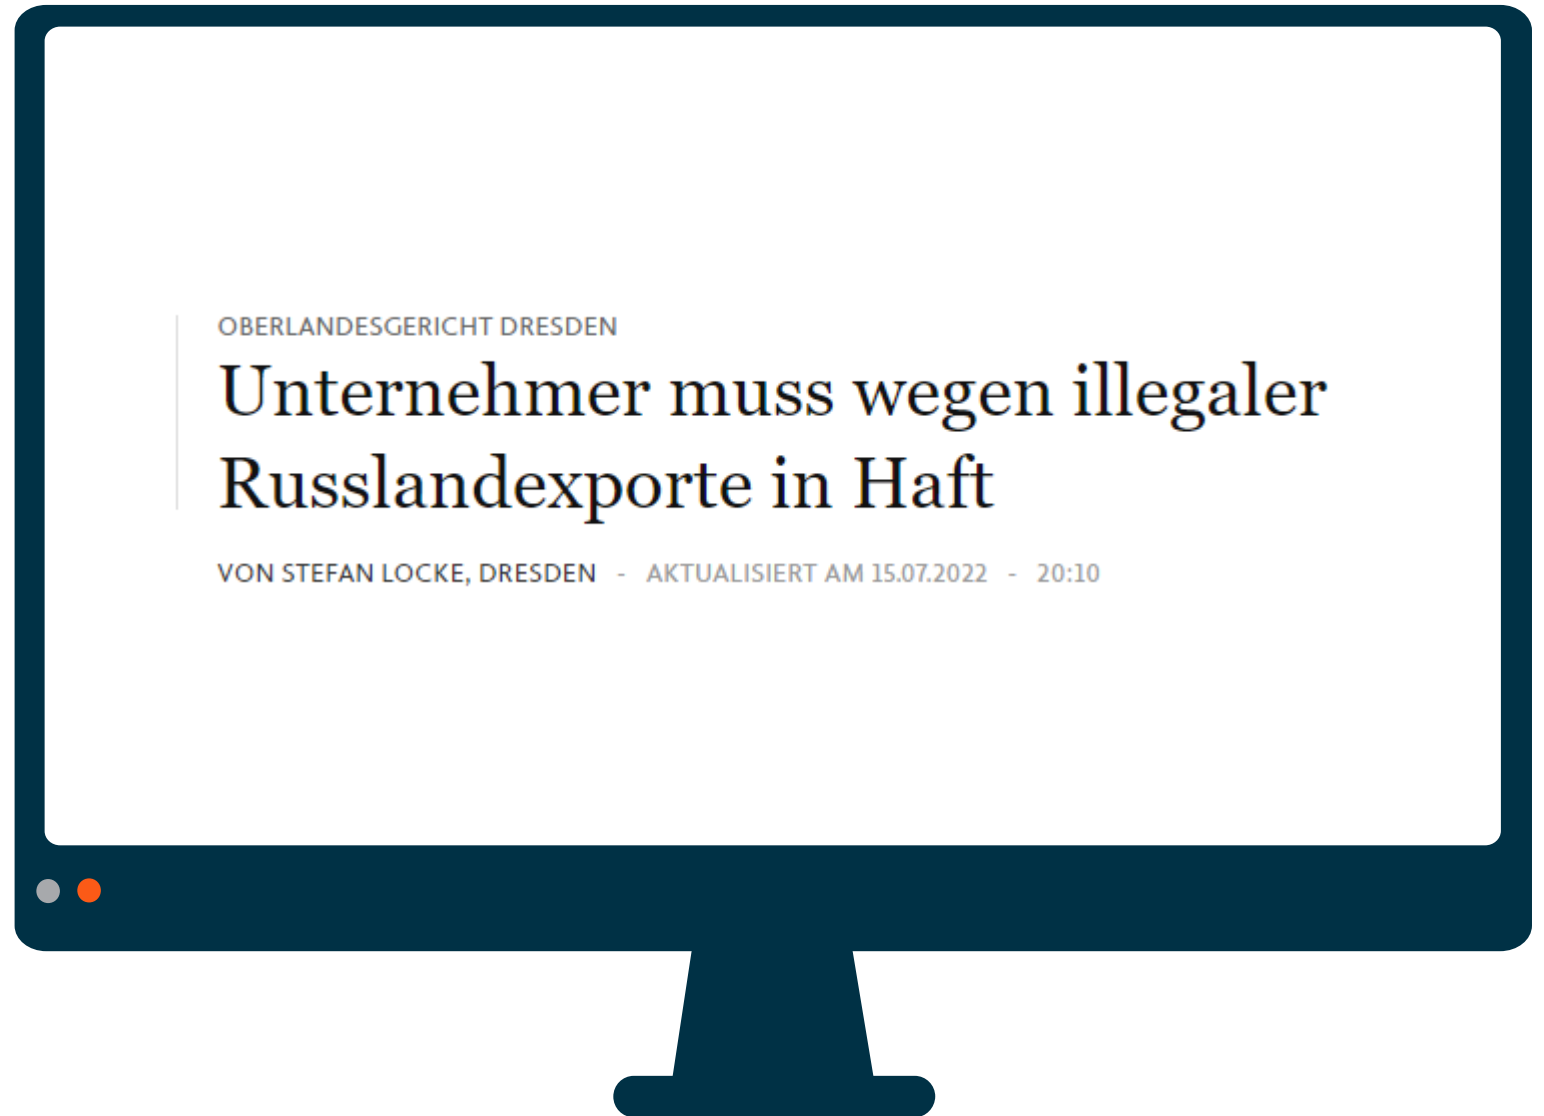 OBERLANDESGERICHT DRESDEN
Unternehmer muss wegen illegaler
Russlandexporte in Haft
VON STEFAN LOCKE, DRESDEN - AKTUALISIERT AM 15.07.2022 - 20:10